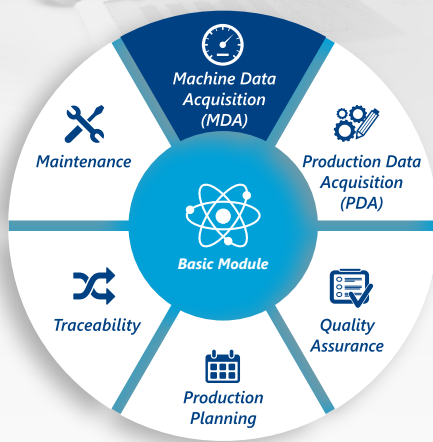 Machine Data
Acquisition
(MDA)
Maintenance
Production Data
Acquisition
(PDA)
Basic Module
Traceability
Quality
Assurance
Production
Planning